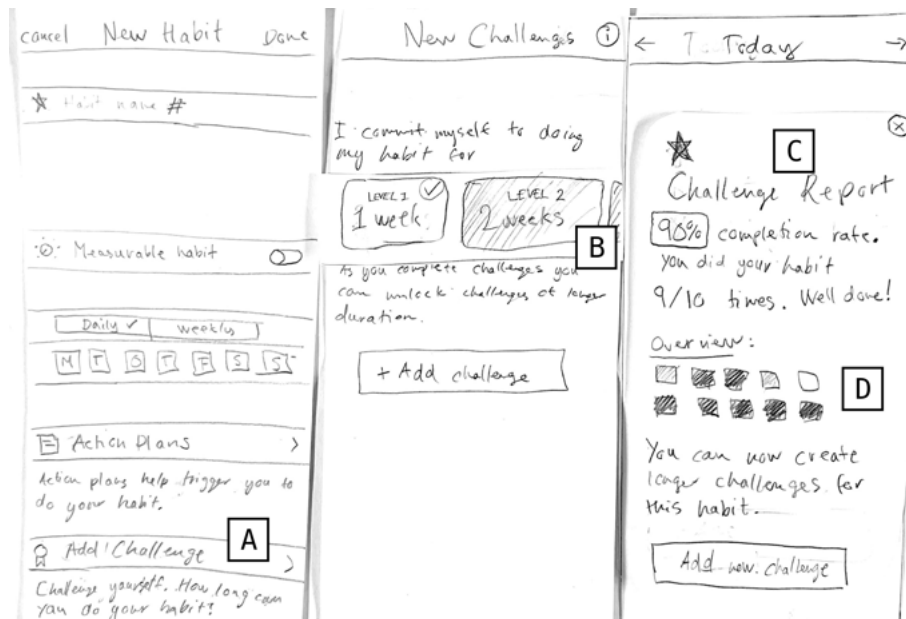 cancel New Habit Done
Habit name #
Measurable habit
Daily ✓ weekly
M T O T F S S
Action Plans >
Action plans help trigger you to
do your habit.
A
Add Challenge >
Challenge yourself. How long can
you do your habit?
New Challenges i
I commit myself to doing
my habit for
LEVEL 1
1 week
LEVEL 2
2 weeks
B
As you complete challenges you
can unlock challenges of longer
duration.
+ Add challenge
← Today →
C
Challenge Report
90% completion rate.
You did your habit
9/10 times. Well done!
Overview:
D
You can now create
longer challenges for
this habit.
Add new challenge